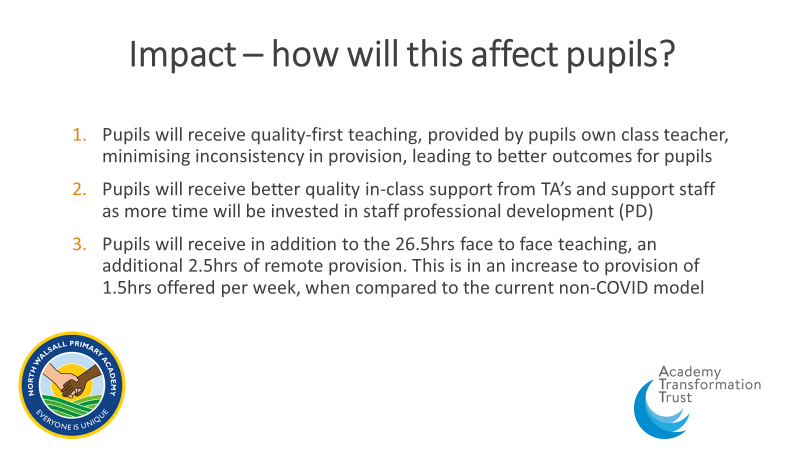 Impact – how will this affect pupils?
1. Pupils will receive quality-first teaching, provided by pupils own class teacher,
minimising inconsistency in provision, leading to better outcomes for pupils
2. Pupils will receive better quality in-class support from TA’s and support staff
as more time will be invested in staff professional development (PD)
3. Pupils will receive in addition to the 26.5hrs face to face teaching, an
additional 2.5hrs of remote provision. This is in an increase to provision of
1.5hrs offered per week, when compared to the current non-COVID model
NORTH WALSALL PRIMARY ACADEMY
EVERYONE IS UNIQUE
Academy
Transformation
Trust